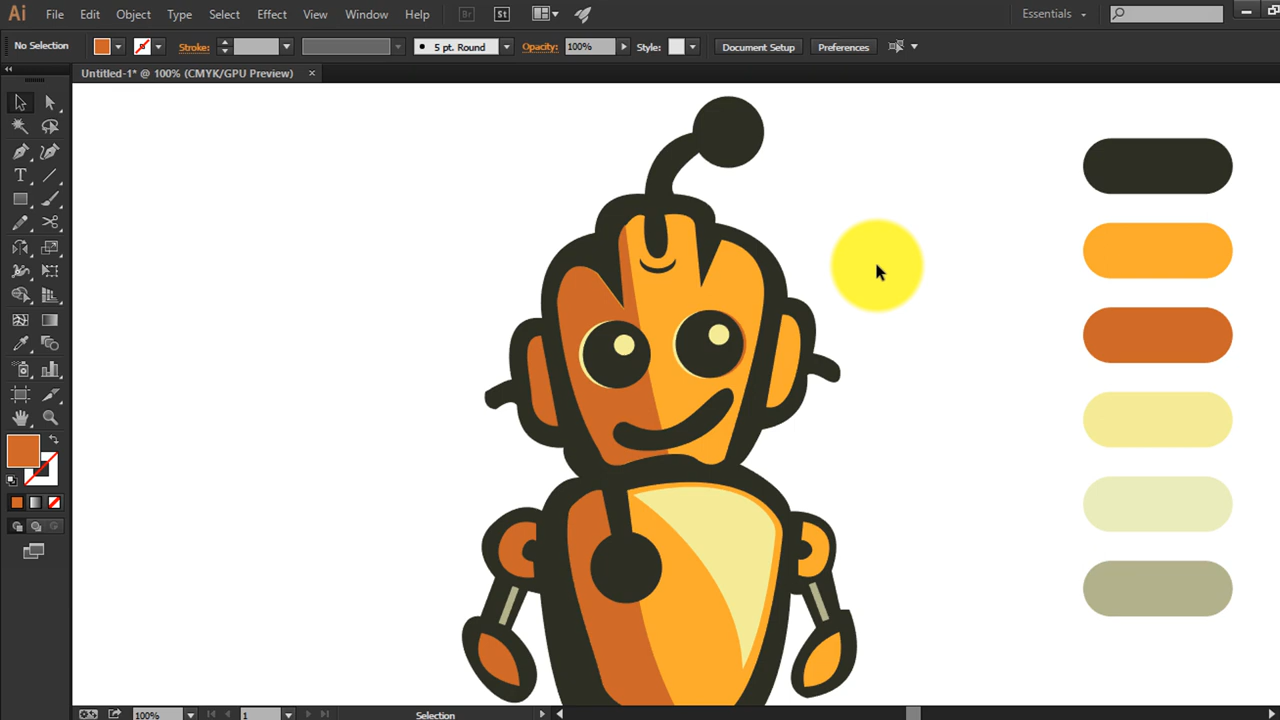 Ai File Edit Object Type Select Effect View Window Help Br St Essentials
No Selection Stroke: 5 pt. Round Opacity: 100% Style: Document Setup Preferences
Untitled-1* @ 100% (CMYK/GPU Preview) ×
T
100% 1 Selection